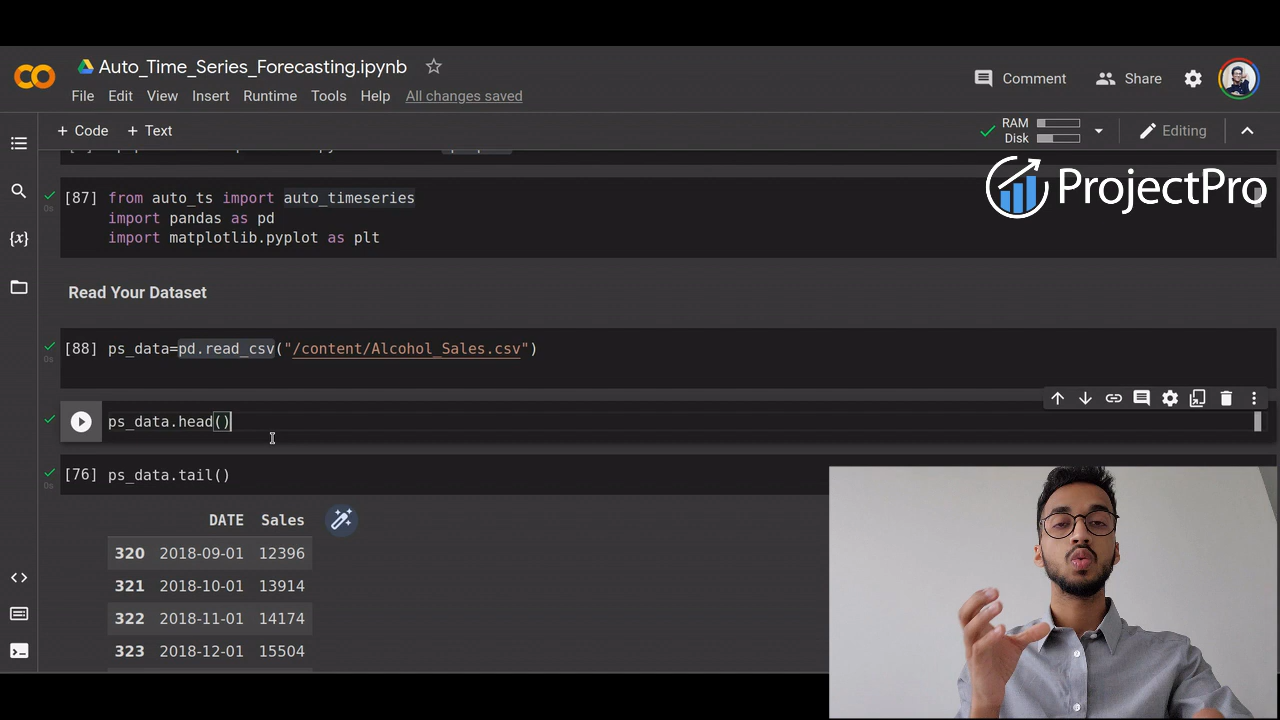 Auto_Time_Series_Forecasting.ipynb
Comment
Share
File Edit View Insert Runtime Tools Help All changes saved
+ Code + Text
RAM
Disk
Editing
ProjectPro
[87] from auto_ts import auto_timeseries
0s
import pandas as pd
import matplotlib.pyplot as plt
Read Your Dataset
[88] ps_data=pd.read_csv("/content/Alcohol_Sales.csv")
0s
ps_data.head()
[76] ps_data.tail()
0s
DATE Sales
320 2018-09-01 12396
321 2018-10-01 13914
322 2018-11-01 14174
323 2018-12-01 15504